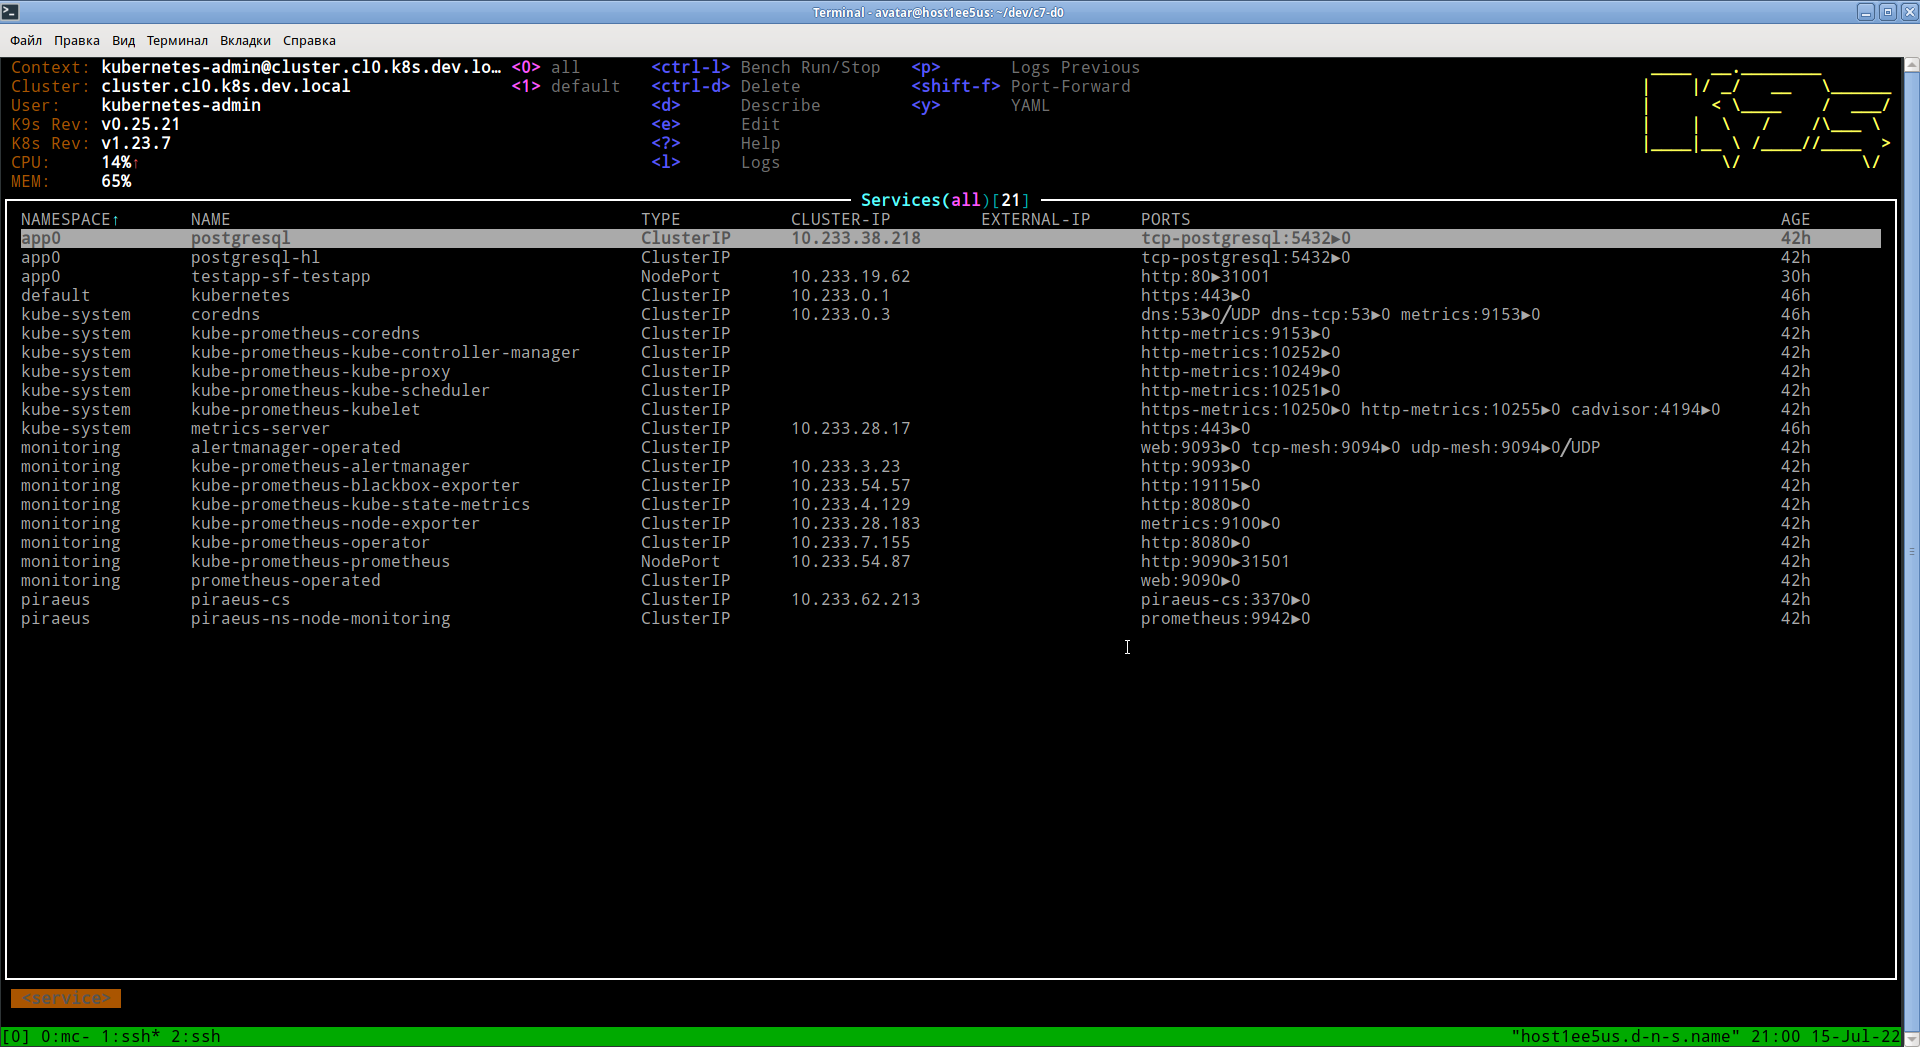 Terminal - avatar@host1ee5us: ~/dev/c7-d0
Файл Правка Вид Терминал Вкладки Справка
Context: kubernetes-admin@cluster.cl0.k8s.dev.lo… <0> all <ctrl-l> Bench Run/Stop <p> Logs Previous
Cluster: cluster.cl0.k8s.dev.local <1> default <ctrl-d> Delete <shift-f> Port-Forward
User: kubernetes-admin <d> Describe <y> YAML
K9s Rev: v0.25.21 <e> Edit
K8s Rev: v1.23.7 <?> Help
CPU: 14%↑ <l> Logs
MEM: 65%
Services(all)[21]
NAMESPACE↑ NAME TYPE CLUSTER-IP EXTERNAL-IP PORTS AGE
app0 postgresql ClusterIP 10.233.38.218 tcp-postgresql:5432►0 42h
app0 postgresql-hl ClusterIP tcp-postgresql:5432►0 42h
app0 testapp-sf-testapp NodePort 10.233.19.62 http:80►31001 30h
default kubernetes ClusterIP 10.233.0.1 https:443►0 46h
kube-system coredns ClusterIP 10.233.0.3 dns:53►0/UDP dns-tcp:53►0 metrics:9153►0 46h
kube-system kube-prometheus-coredns ClusterIP http-metrics:9153►0 42h
kube-system kube-prometheus-kube-controller-manager ClusterIP http-metrics:10252►0 42h
kube-system kube-prometheus-kube-proxy ClusterIP http-metrics:10249►0 42h
kube-system kube-prometheus-kube-scheduler ClusterIP http-metrics:10251►0 42h
kube-system kube-prometheus-kubelet ClusterIP https-metrics:10250►0 http-metrics:10255►0 cadvisor:4194►0 42h
kube-system metrics-server ClusterIP 10.233.28.17 https:443►0 46h
monitoring alertmanager-operated ClusterIP web:9093►0 tcp-mesh:9094►0 udp-mesh:9094►0/UDP 42h
monitoring kube-prometheus-alertmanager ClusterIP 10.233.3.23 http:9093►0 42h
monitoring kube-prometheus-blackbox-exporter ClusterIP 10.233.54.57 http:19115►0 42h
monitoring kube-prometheus-kube-state-metrics ClusterIP 10.233.4.129 http:8080►0 42h
monitoring kube-prometheus-node-exporter ClusterIP 10.233.28.183 metrics:9100►0 42h
monitoring kube-prometheus-operator ClusterIP 10.233.7.155 http:8080►0 42h
monitoring kube-prometheus-prometheus NodePort 10.233.54.87 http:9090►31501 42h
monitoring prometheus-operated ClusterIP web:9090►0 42h
piraeus piraeus-cs ClusterIP 10.233.62.213 piraeus-cs:3370►0 42h
piraeus piraeus-ns-node-monitoring ClusterIP prometheus:9942►0 42h
<service>
[0] 0:mc- 1:ssh* 2:ssh "host1ee5us.d-n-s.name" 21:00 15-Jul-22